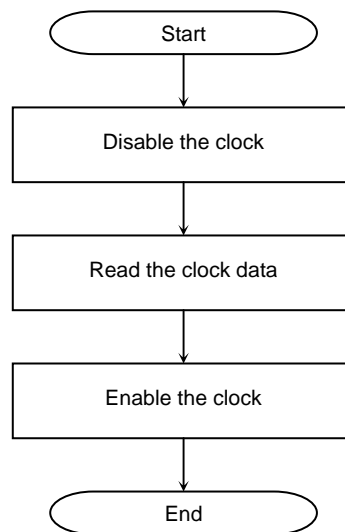 Start
Disable the clock
Read the clock data
Enable the clock
End